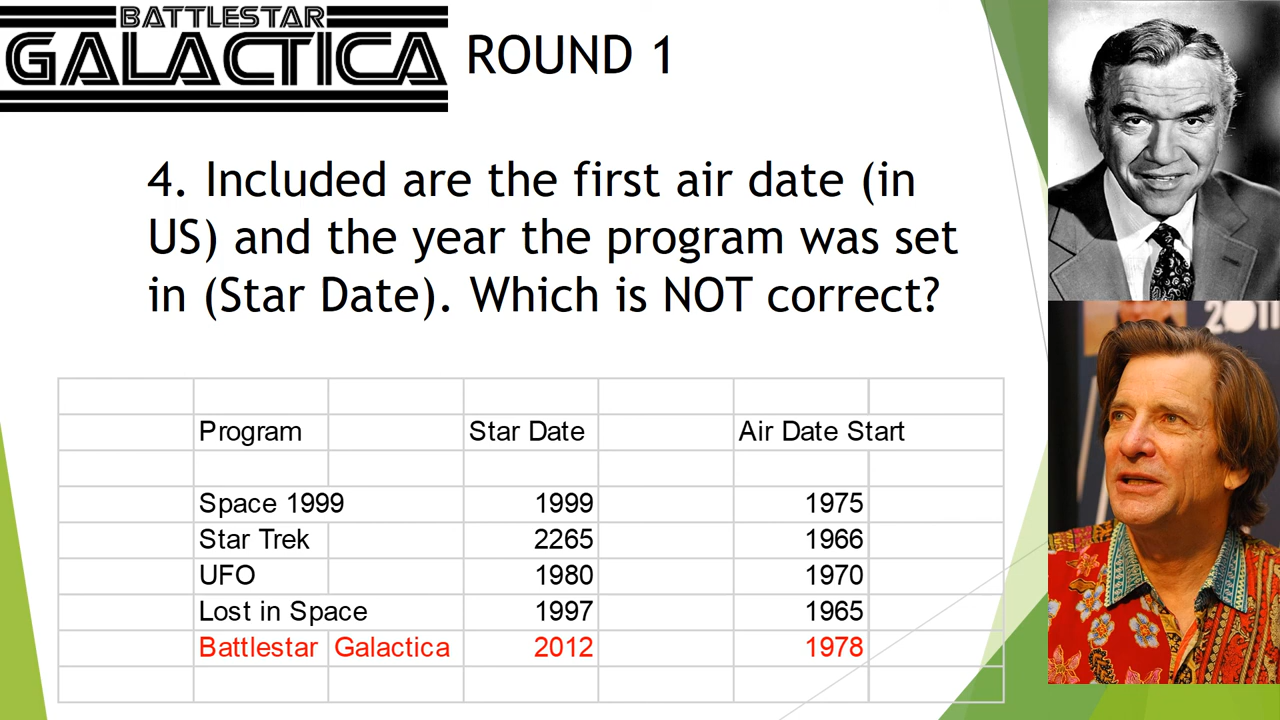 BATTLESTAR
GALACTICA
ROUND 1
4. Included are the first air date (in
US) and the year the program was set
in (Star Date). Which is NOT correct?
Program Star Date Air Date Start
Space 1999 1999 1975
Star Trek 2265 1966
UFO 1980 1970
Lost in Space 1997 1965
Battlestar Galactica 2012 1978
2011